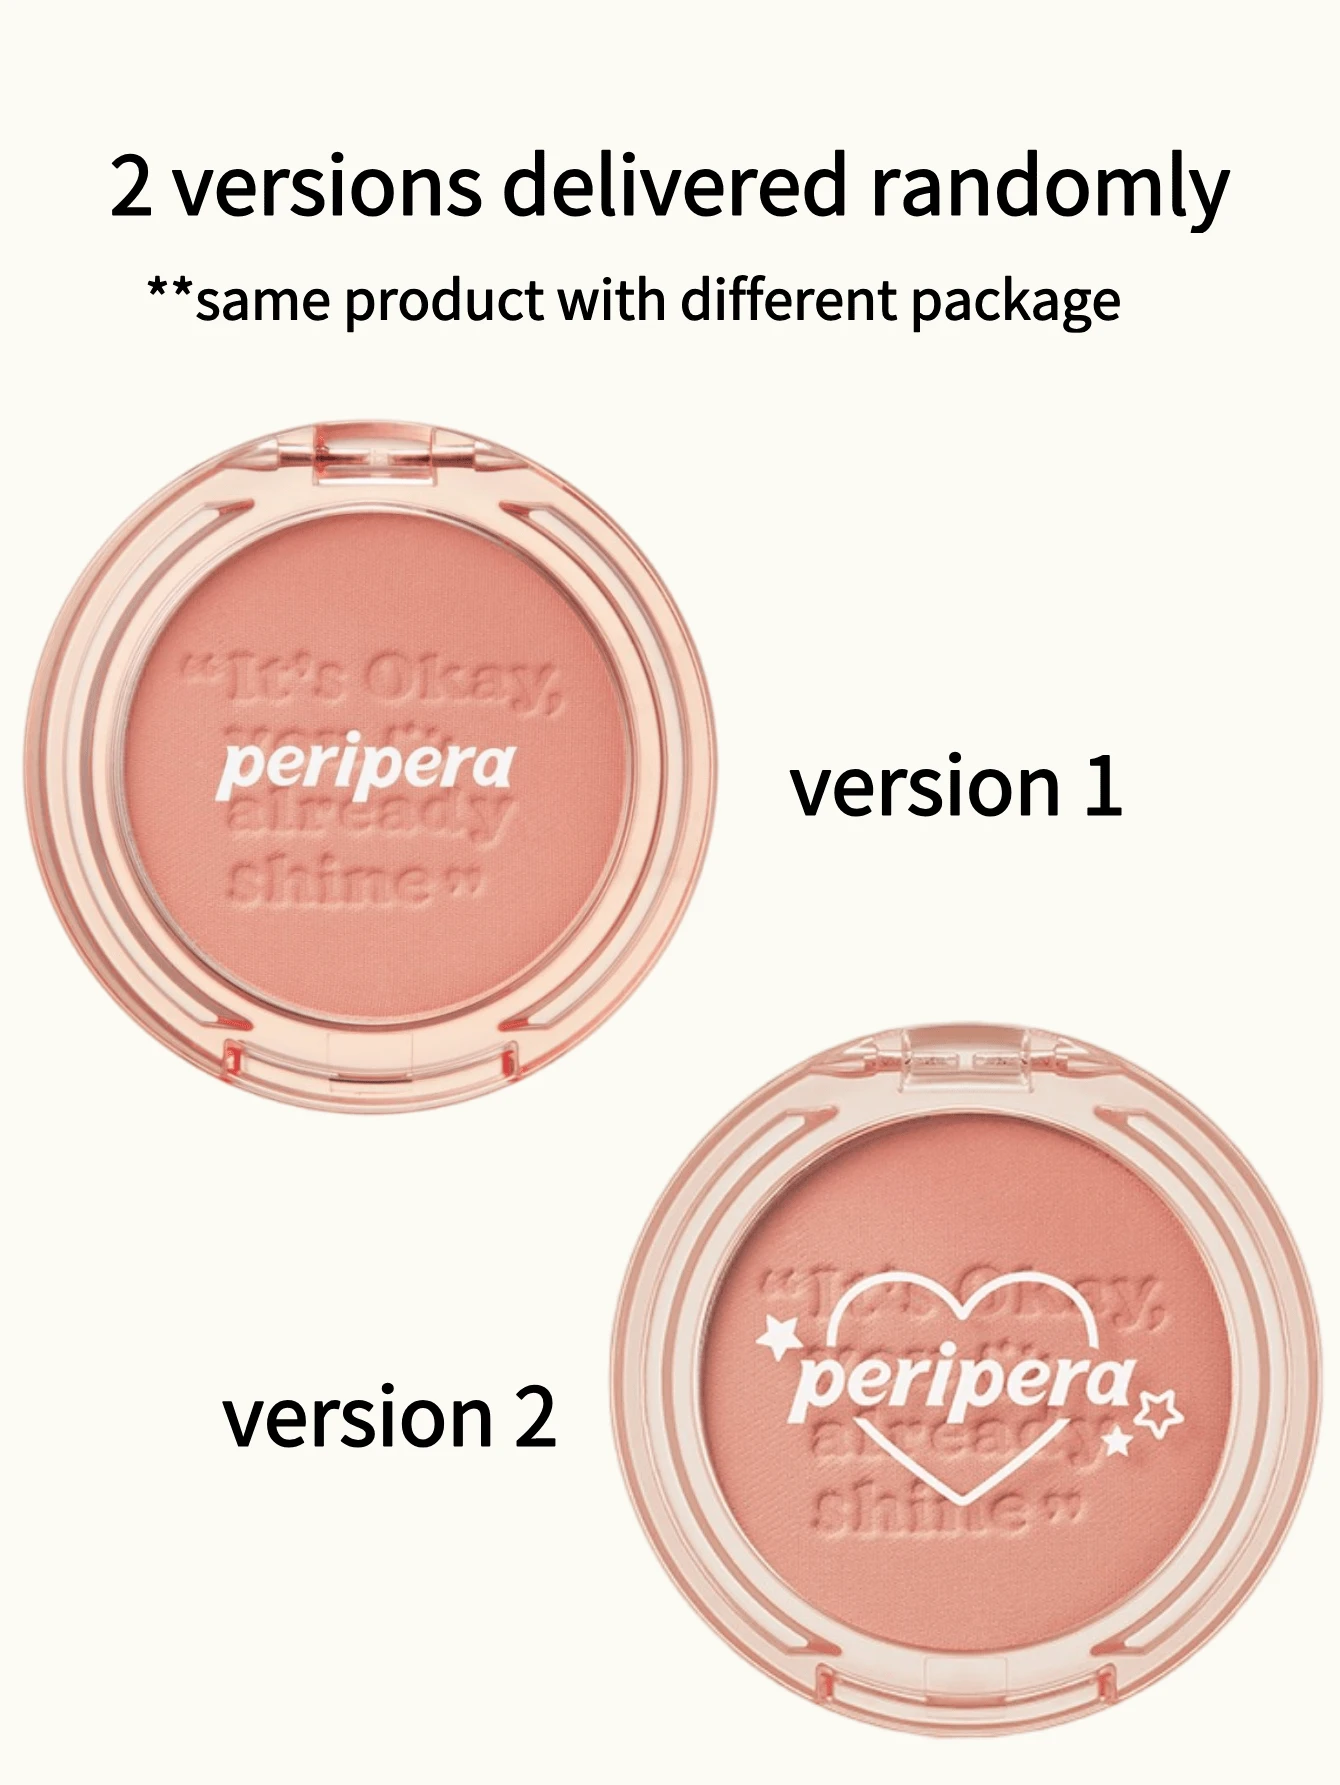 2 versions delivered randomly
**same product with different package
“It's Okay,
peripera
already
shine”
version 1
“It's Okay,
peripera
already
shine”
version 2